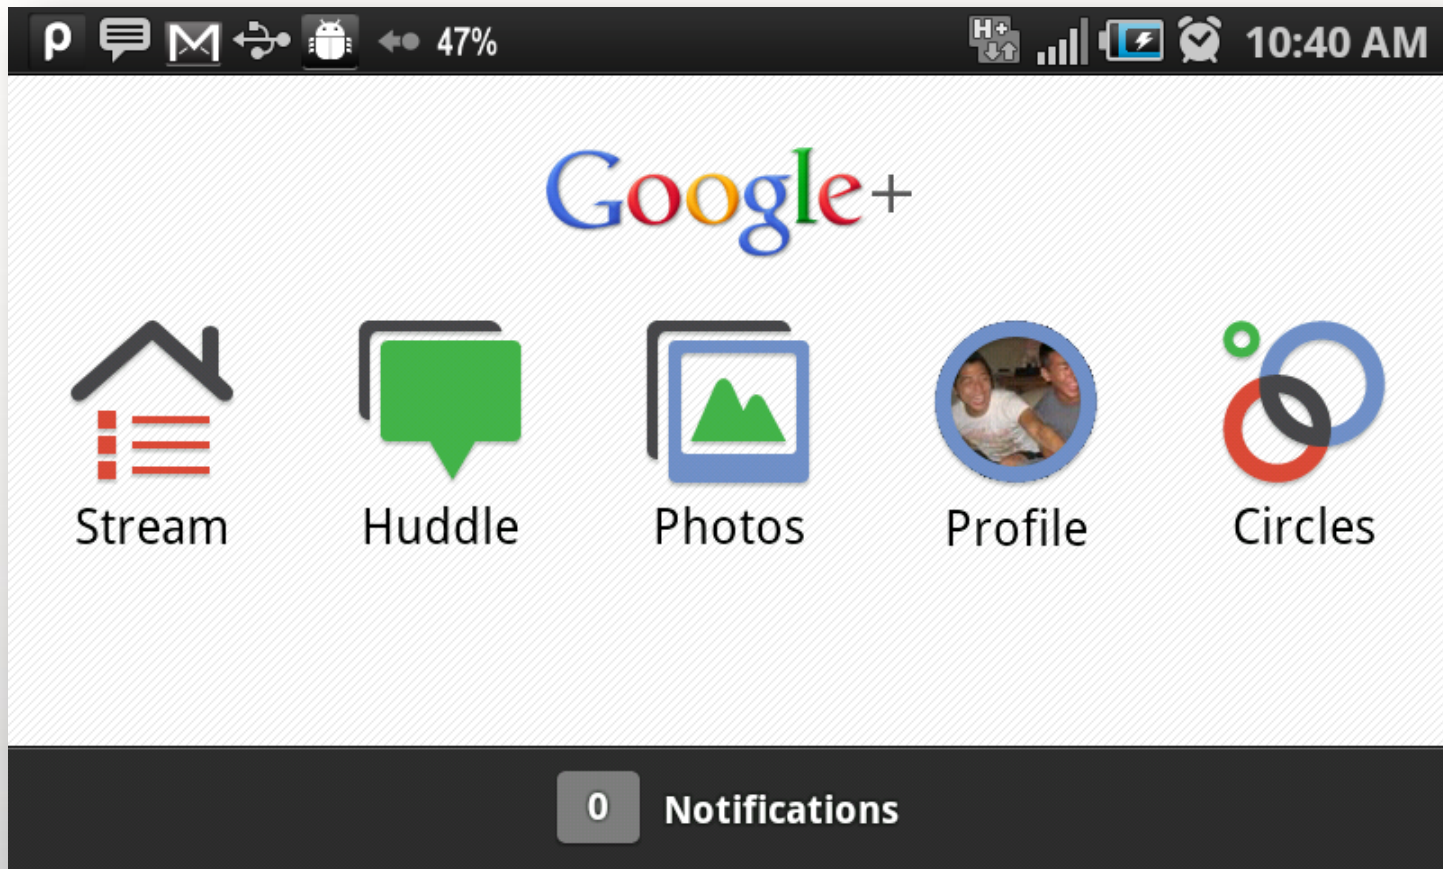 47% H+ 10:40 AM
Google+
Stream Huddle Photos Profile Circles
0 Notifications